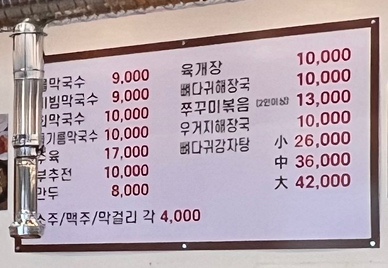 막국수 9,000
비빔막국수 9,000
막국수 10,000
들기름막국수 10,000
수육 17,000
부추전 10,000
만두 8,000
소주/맥주/막걸리 각 4,000
육개장 10,000
뼈다귀해장국 10,000
쭈꾸미볶음 (2인이상) 13,000
우거지해장국 10,000
뼈다귀감자탕 小 26,000
中 36,000
大 42,000